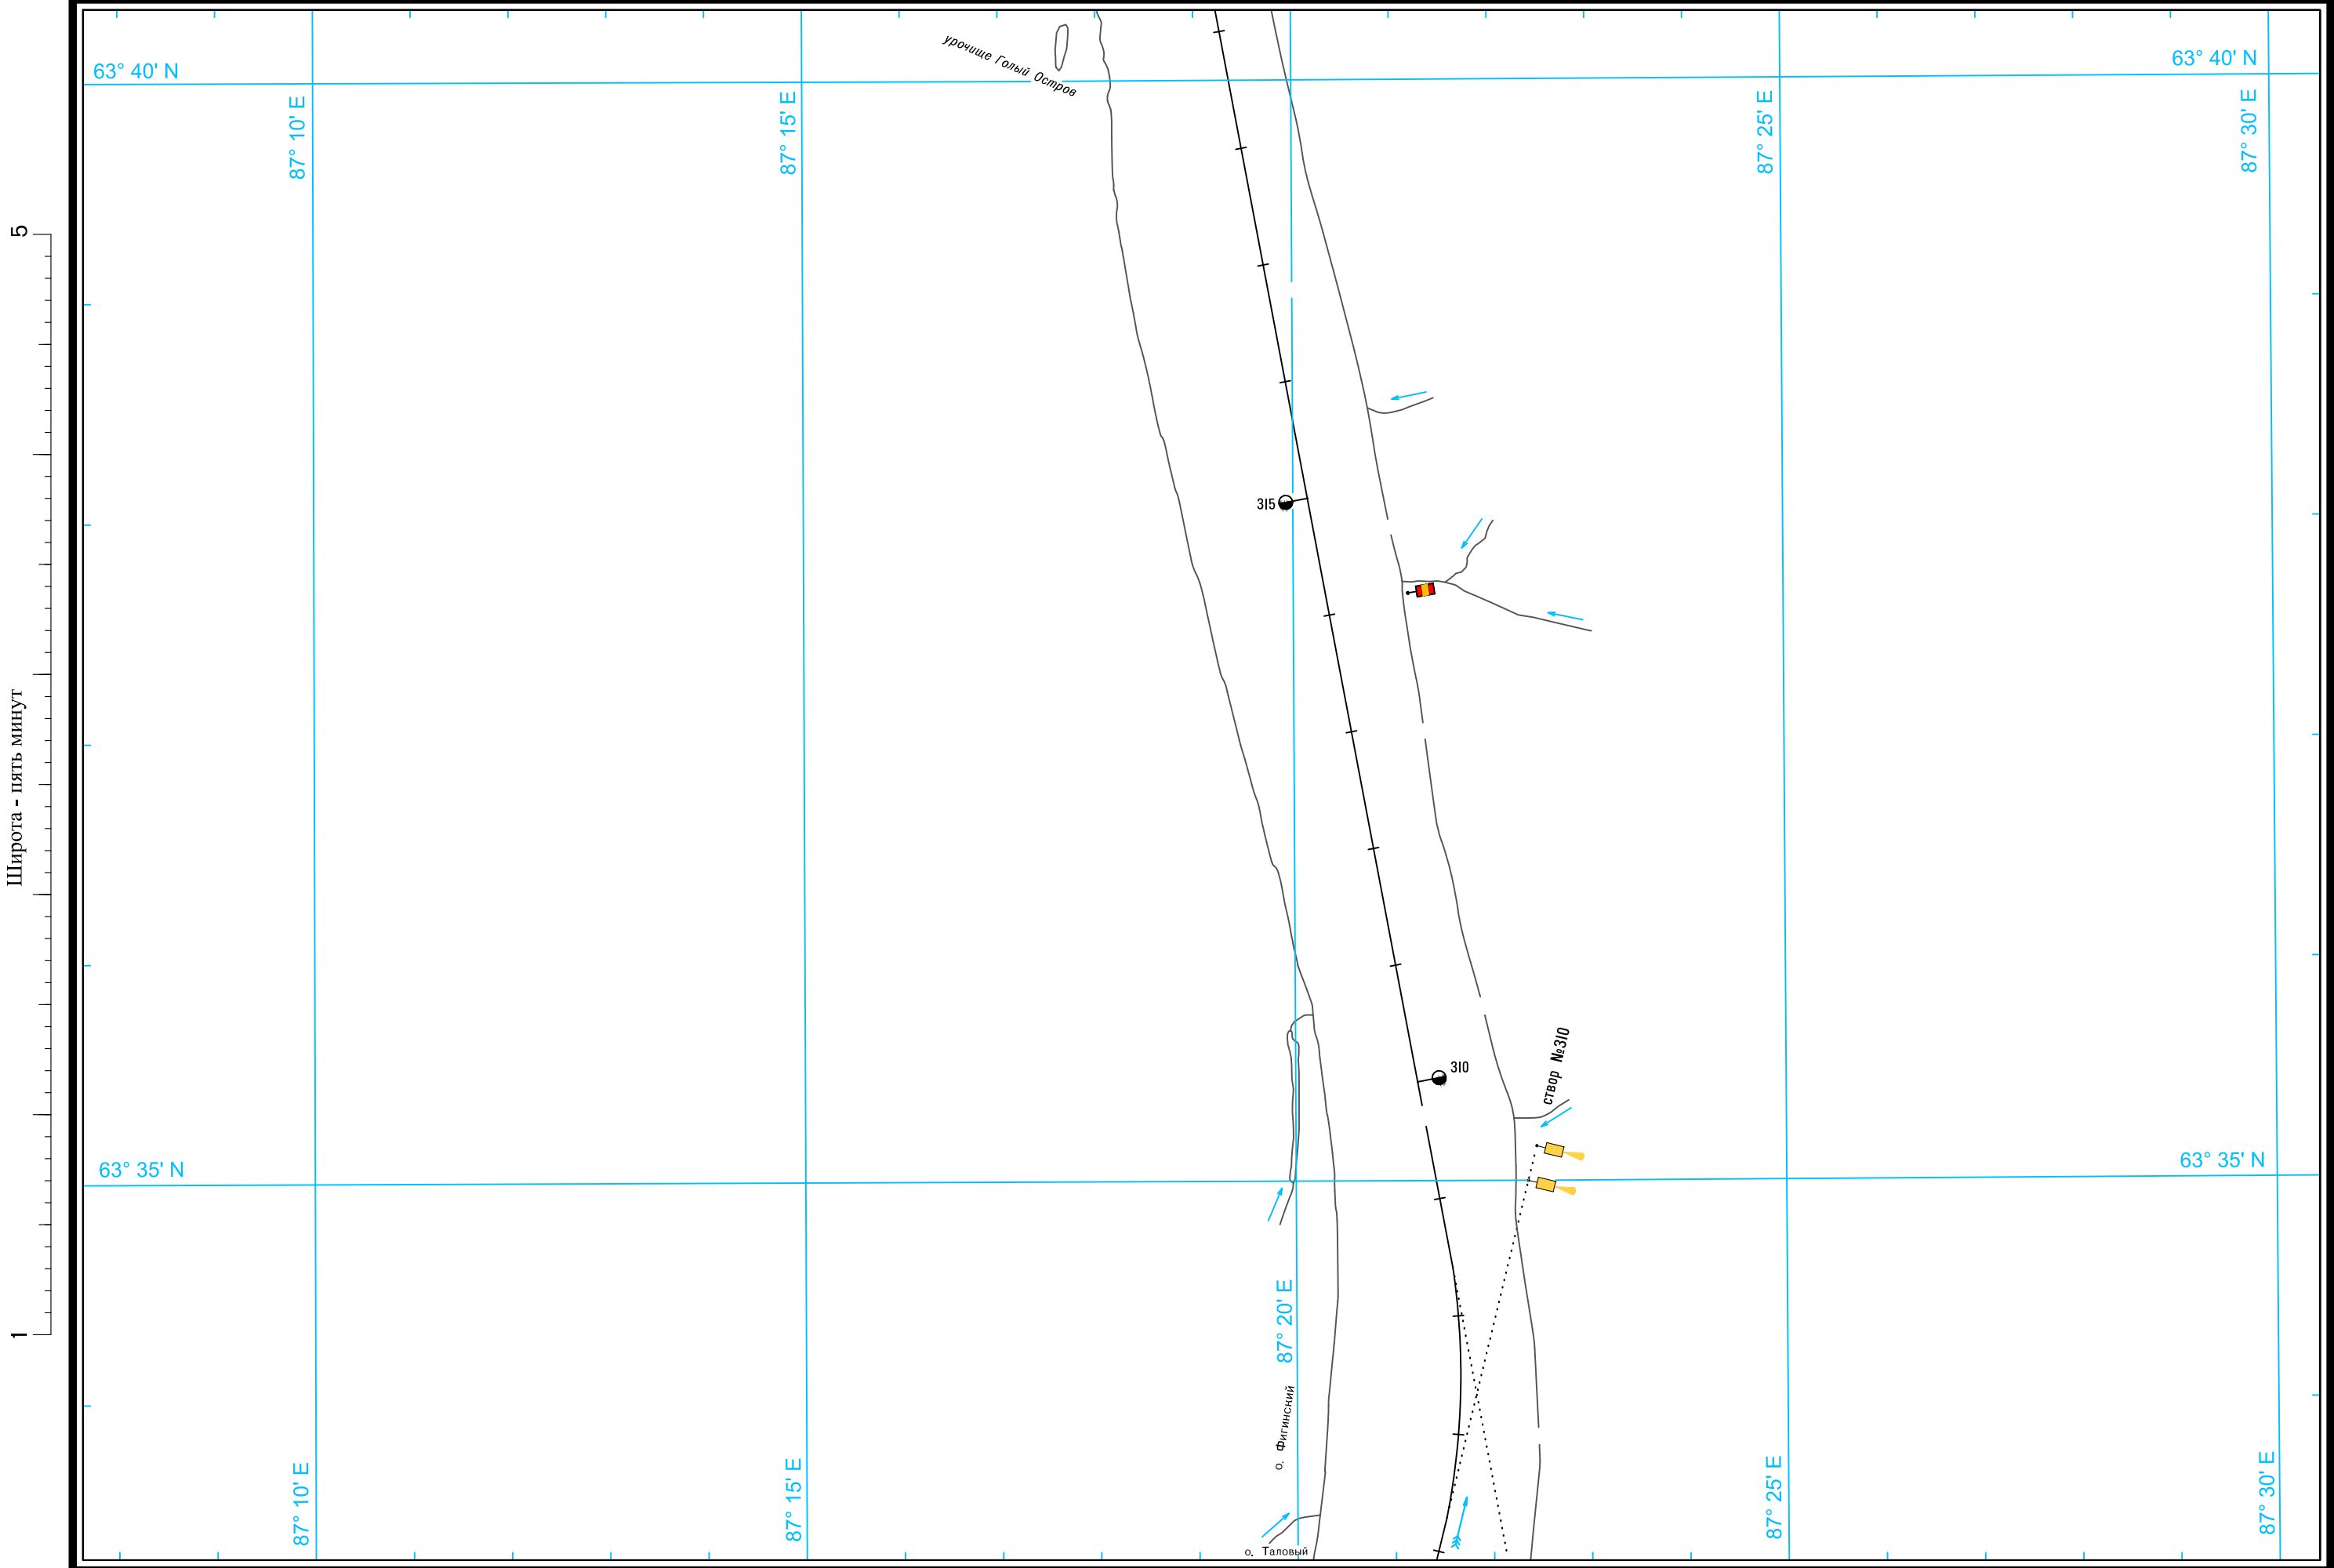 урочище Голый Остров
63° 40' N
63° 40' N
87° 10' E
87° 15' E
87° 25' E
87° 30' E
5
315
Широта - пять минут
створ №310
310
63° 35' N
63° 35' N
87° 20' E
1
о. Фигинский
87° 10' E
87° 15' E
87° 25' E
87° 30' E
о. Таловый